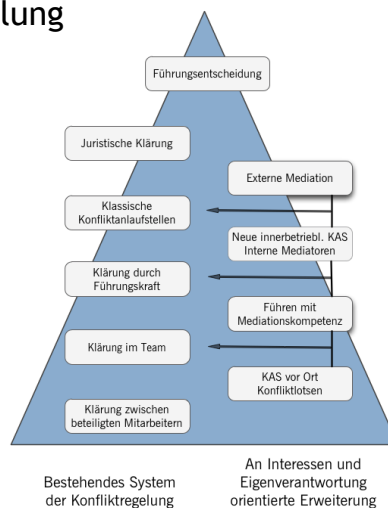 lung
Führungsentscheidung
Juristische Klärung
Externe Mediation
Klassische
Konfliktanlaufstellen
Neue innerbetriebl. KAS
Interne Mediatoren
Klärung durch
Führungskraft
Führen mit
Mediationskompetenz
Klärung im Team
KAS vor Ort
Konfliktlotsen
Klärung zwischen
beteiligten Mitarbeitern
Bestehendes System
der Konfliktregelung
An Interessen und
Eigenverantwortung
orientierte Erweiterung